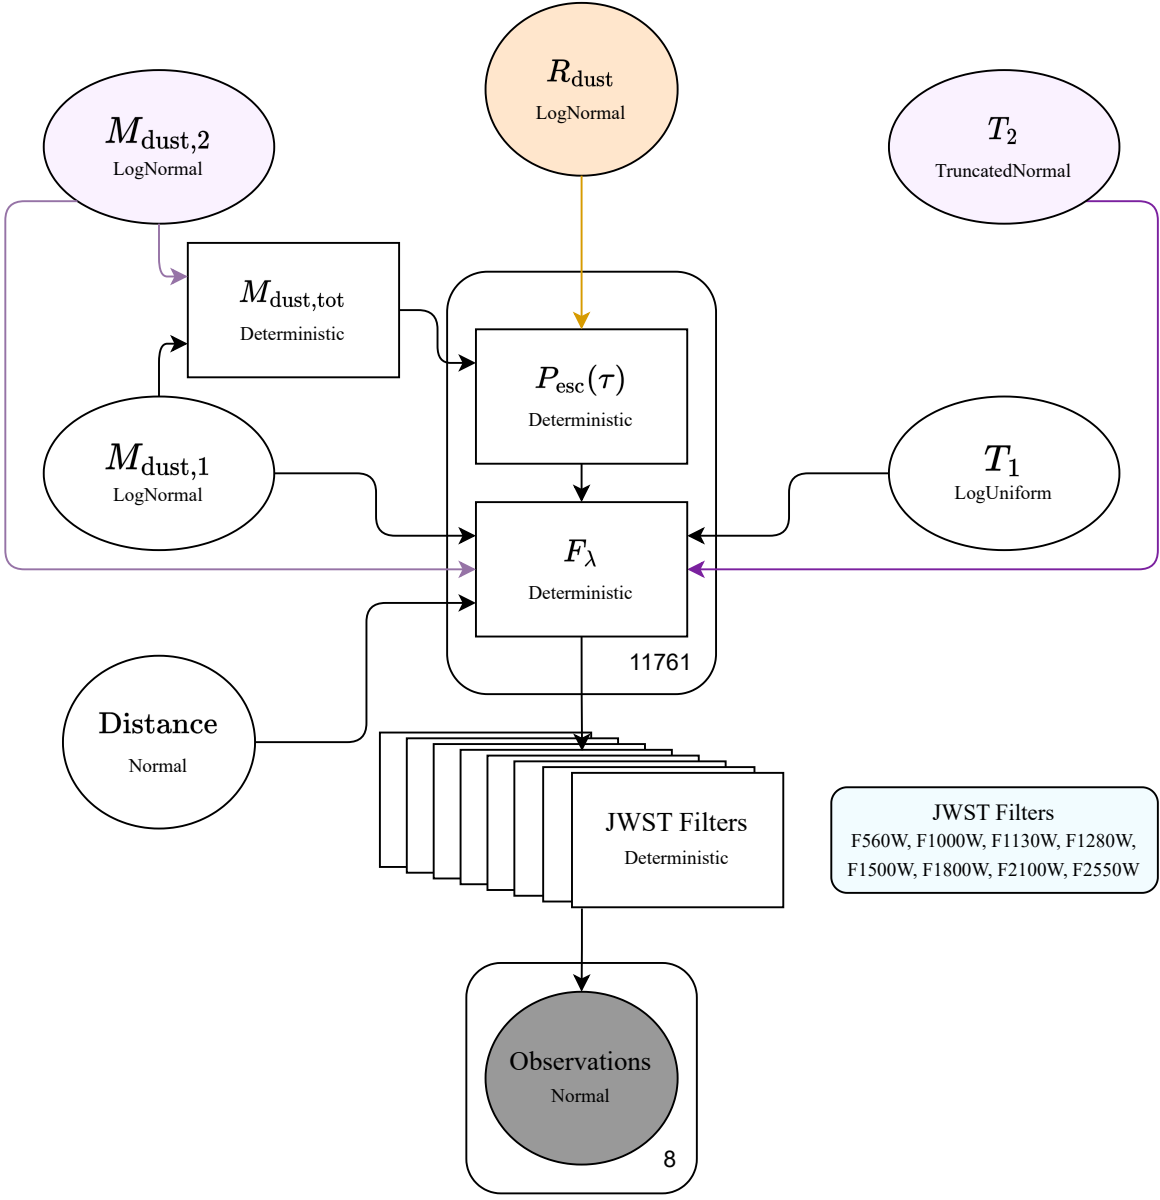 R_dust
LogNormal
M_dust,2
LogNormal
T_2
TruncatedNormal
M_dust,tot
Deterministic
P_esc(τ)
Deterministic
M_dust,1
LogNormal
T_1
LogUniform
F_λ
Deterministic
11761
Distance
Normal
JWST Filters
Deterministic
JWST Filters
F560W, F1000W, F1130W, F1280W,
F1500W, F1800W, F2100W, F2550W
Observations
Normal
8